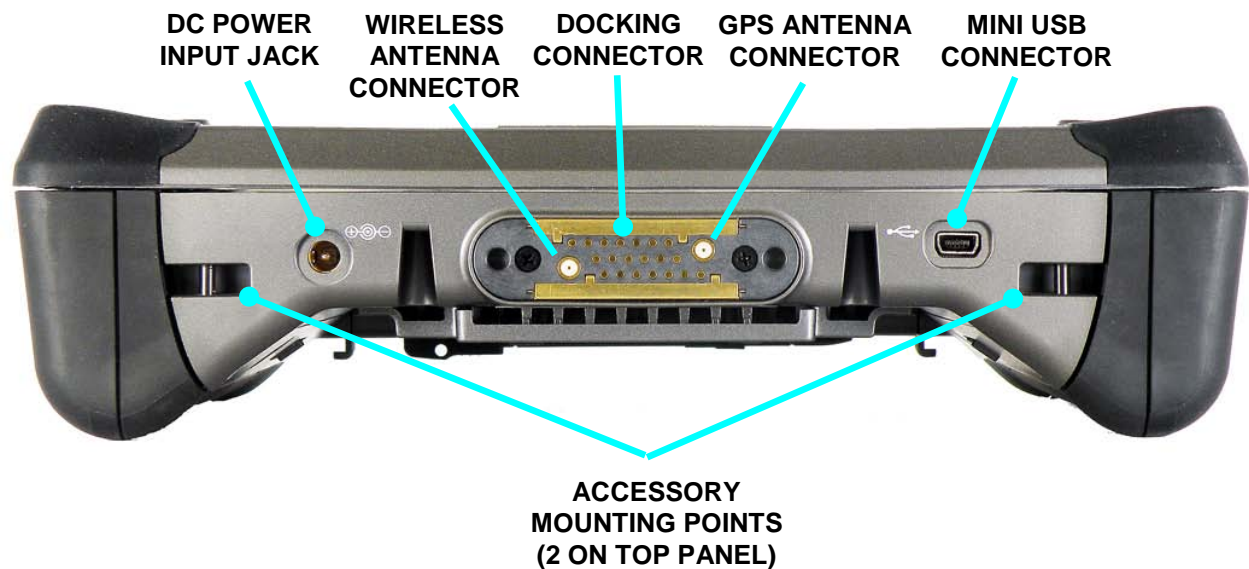 DC POWER
INPUT JACK
WIRELESS
ANTENNA
CONNECTOR
DOCKING
CONNECTOR
GPS ANTENNA
CONNECTOR
MINI USB
CONNECTOR
ACCESSORY
MOUNTING POINTS
(2 ON TOP PANEL)